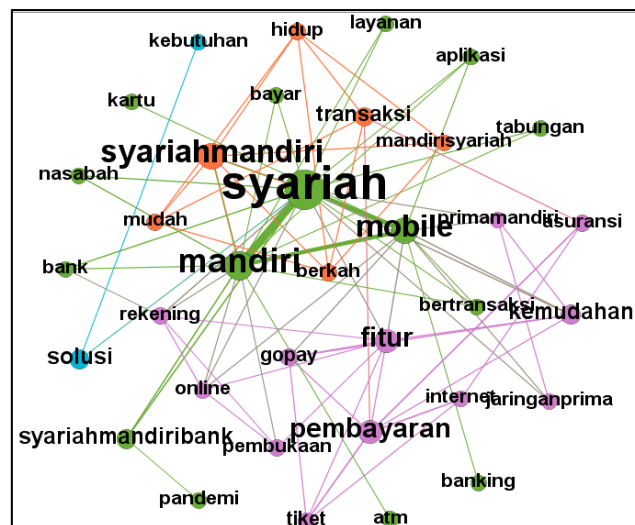 hidup
layanan
kebutuhan
aplikasi
kartu
bayar
transaksi
tabungan
syariahmandiri
mandirisyariah
nasabah
syariah
mudah
mobile
primamandiri
asuransi
bank
mandiri
berkah
rekening
bertransaksi
kemudahan
solusi
gopay
fitur
online
internet
jaringanprima
syariahmandiribank
pembukaan
pembayaran
banking
pandemi
tiket
atm